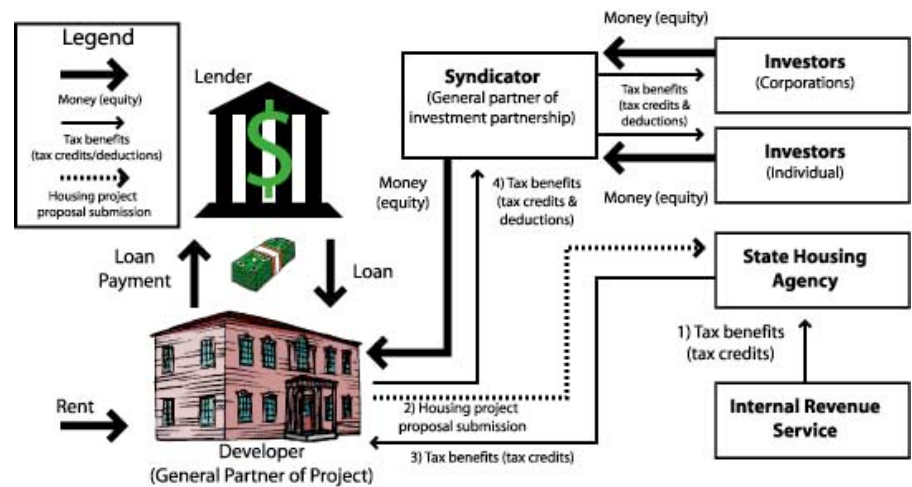 Legend
Money (equity)
Tax benefits
(tax credits/deductions)
Housing project
proposal submission
Lender
$
Loan
Payment
Loan
Rent
Developer
(General Partner of Project)
Syndicator
(General partner of
investment partnership)
Money
(equity)
4) Tax benefits
(tax credits &
deductions)
Money (equity)
Tax benefits
(tax credits &
deductions)
Money (equity)
Investors
(Corporations)
Investors
(Individual)
State Housing
Agency
1) Tax benefits
(tax credits)
Internal Revenue
Service
2) Housing project
proposal submission
3) Tax benefits (tax credits)